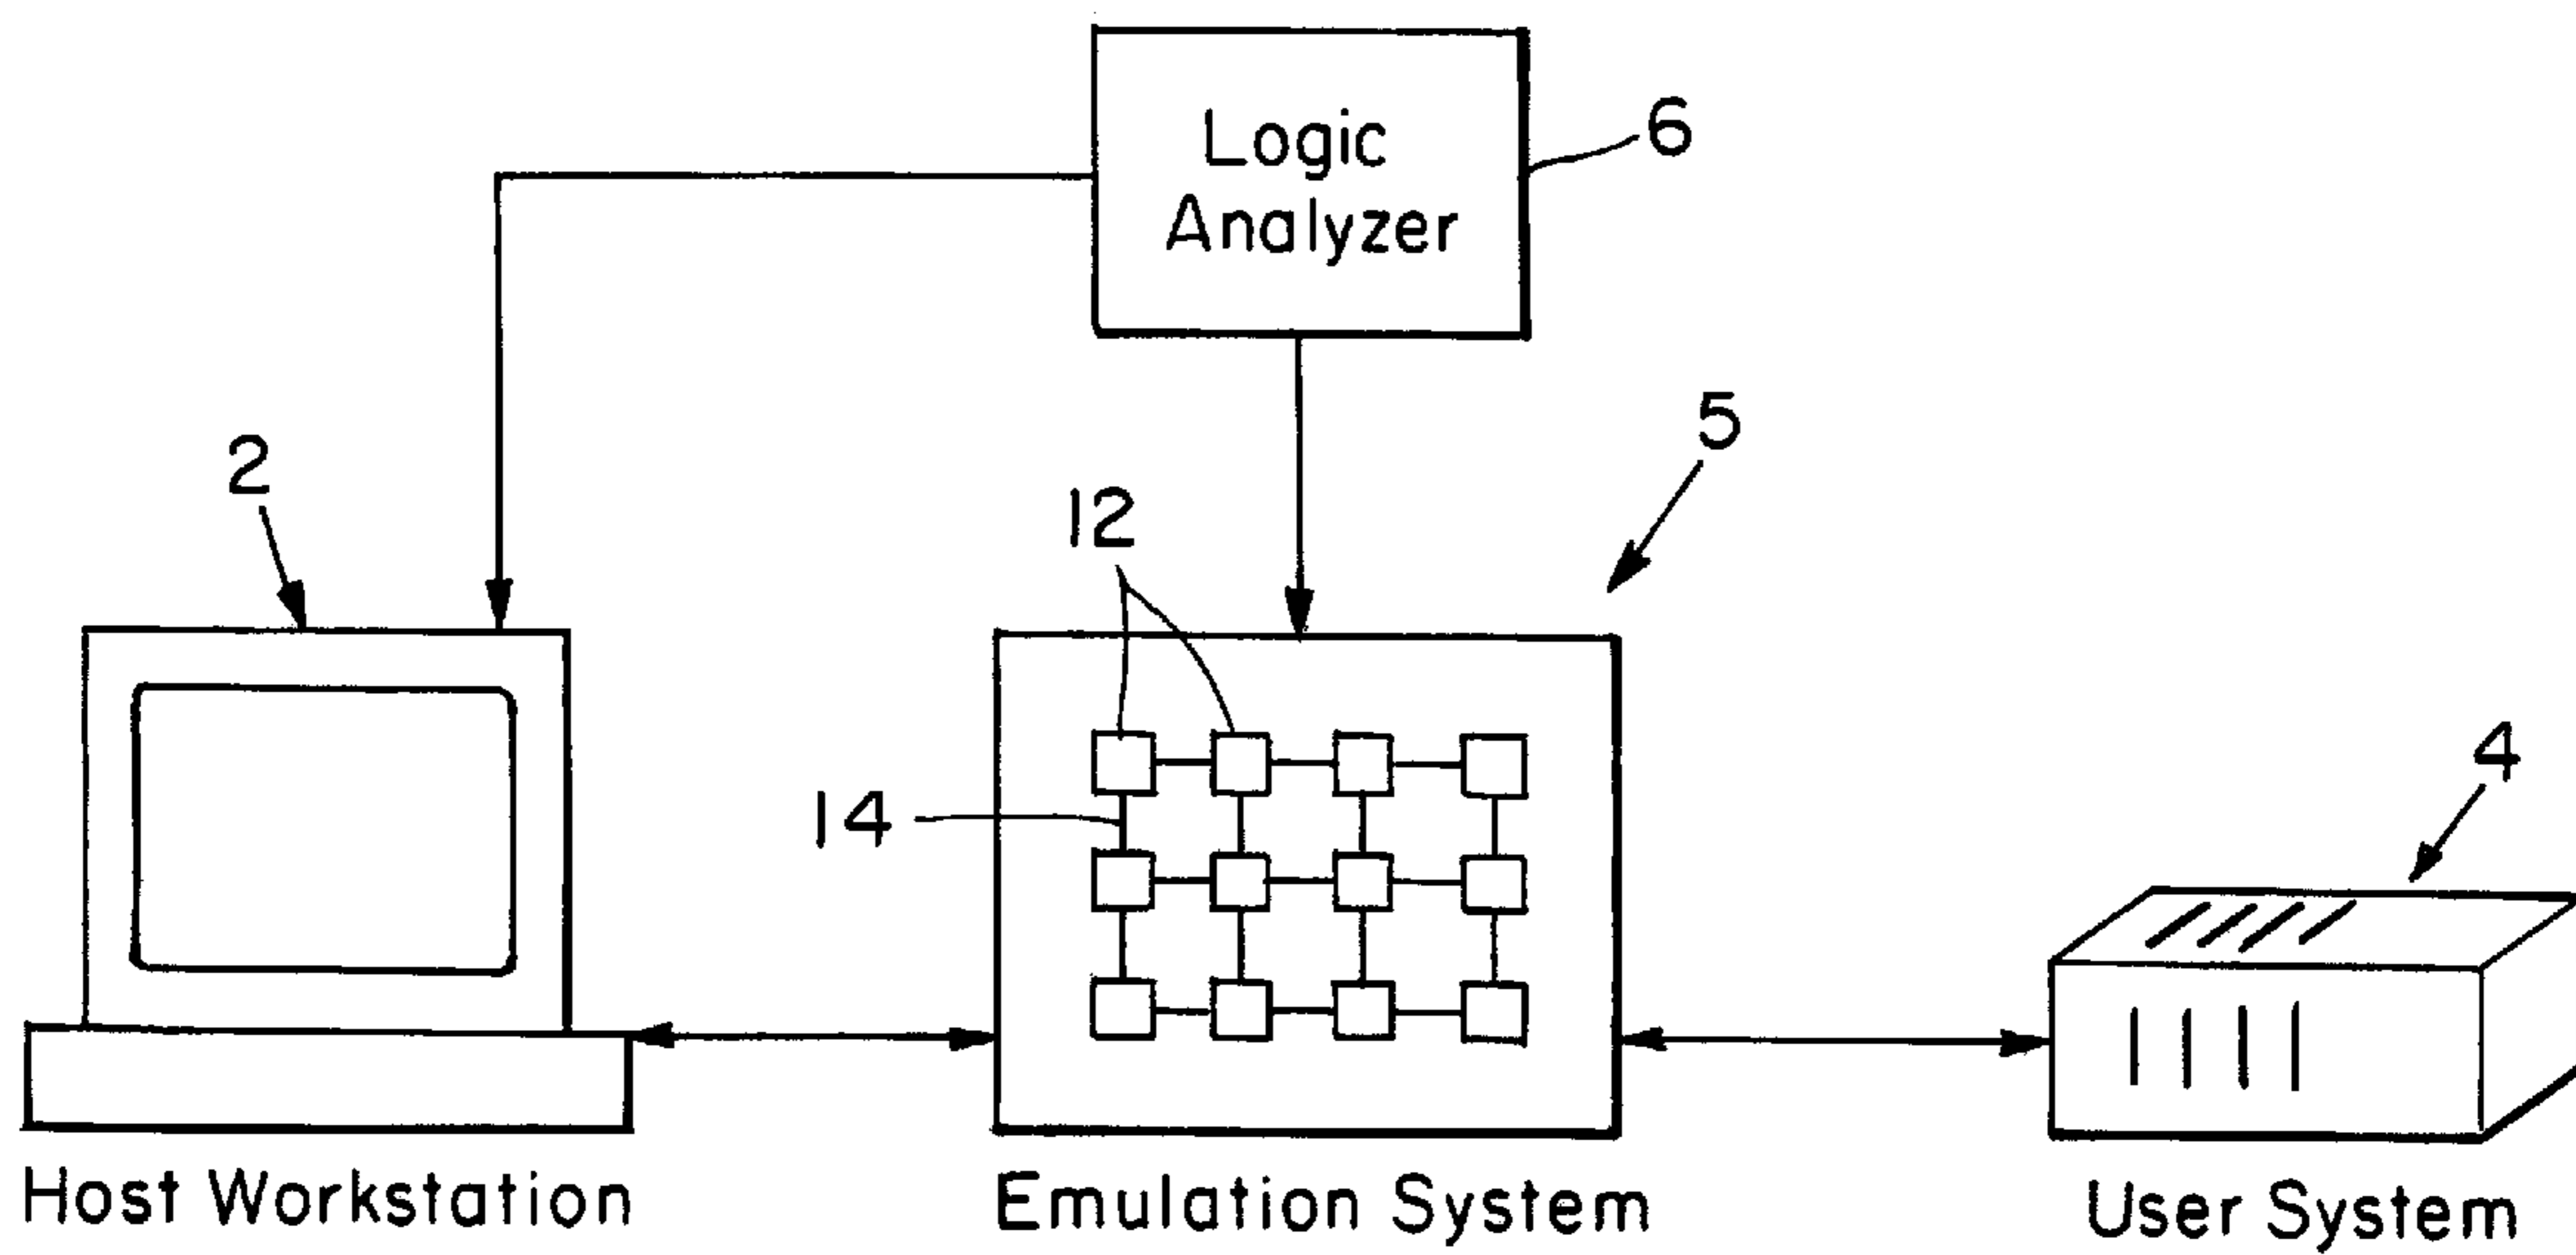 Logic
Analyzer
6
5
2
12
14
4
Host Workstation
Emulation System
User System